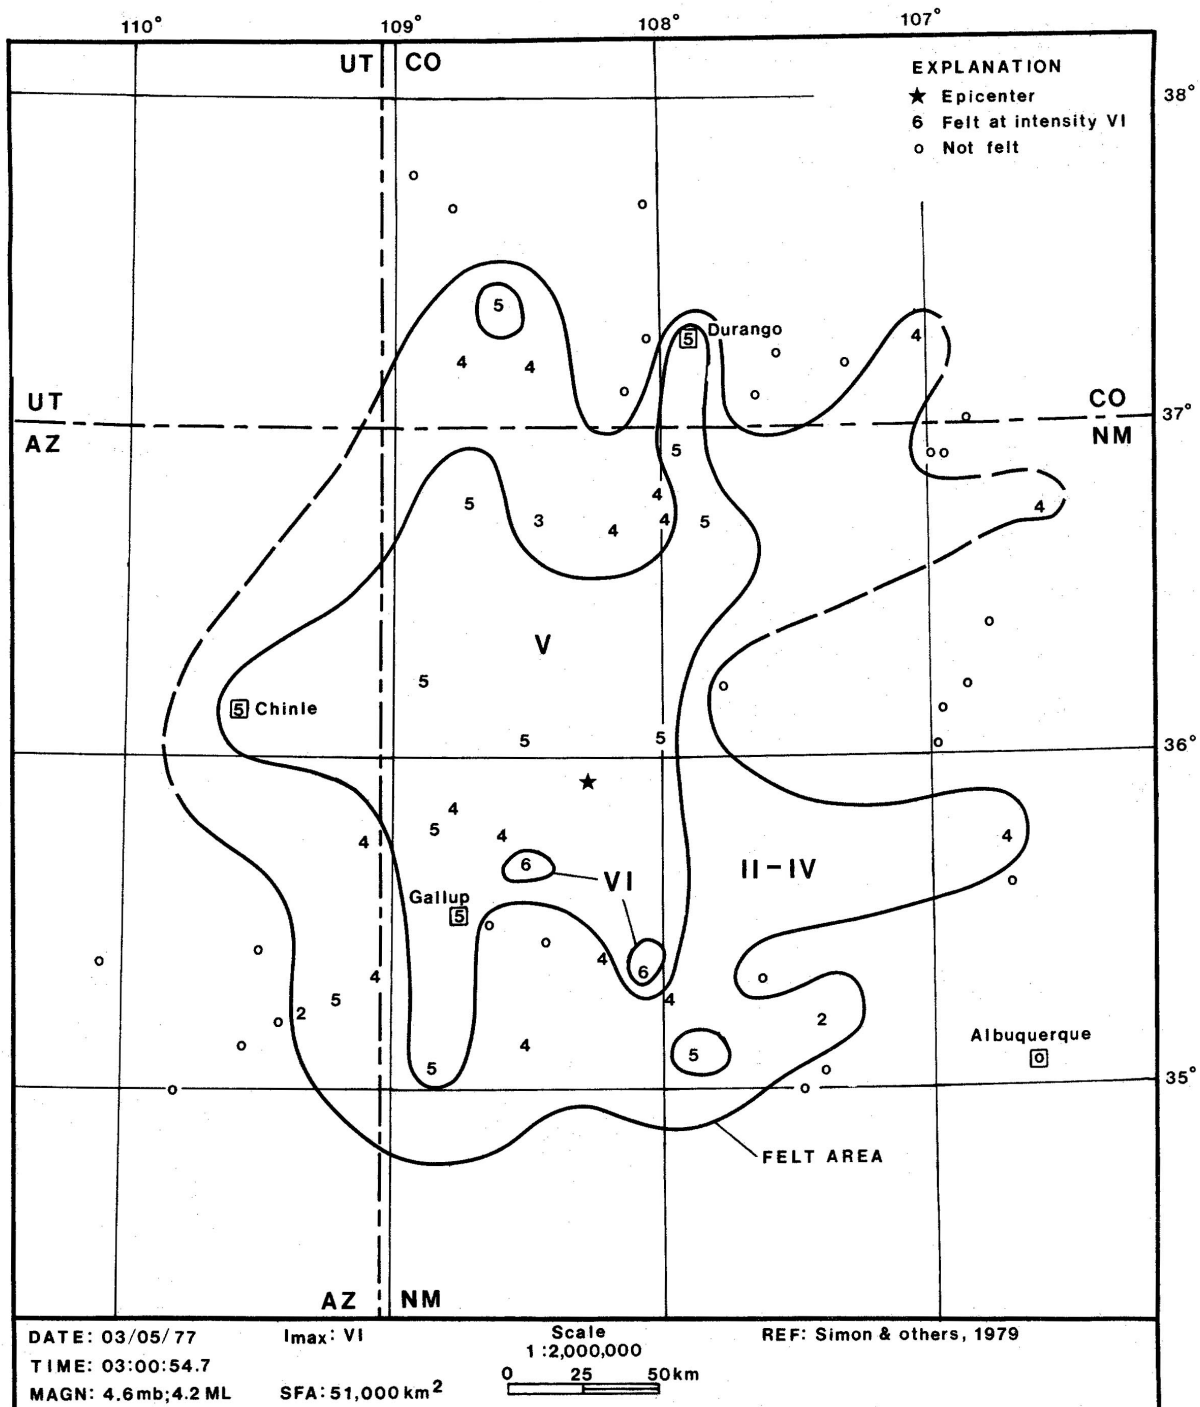 110° 109° 108° 107°
UT CO
EXPLANATION
★ Epicenter
6 Felt at intensity VI
o Not felt
38°
o
o
o
5
o
5 Durango
4
o
4 4
o
o
o
o
UT
CO
37°
AZ
NM
o
5
o o
4
5
4
3
4
4
5
o
V
5
o
o
5 Chinle
o
5
5
o
36°
4
5
4
4
4
6
II–IV
VI
o
Gallup
5
o
o
o
4
o
6
4
o
5
4
2
o
2
Albuquerque
o
o
4
5
o
5
o
o
o
35°
FELT AREA
AZ NM
DATE: 03/05/77 Imax: VI Scale REF: Simon & others, 1979
1:2,000,000
TIME: 03:00:54.7
0 25 50km
MAGN: 4.6mb;4.2 ML SFA: 51,000 km²